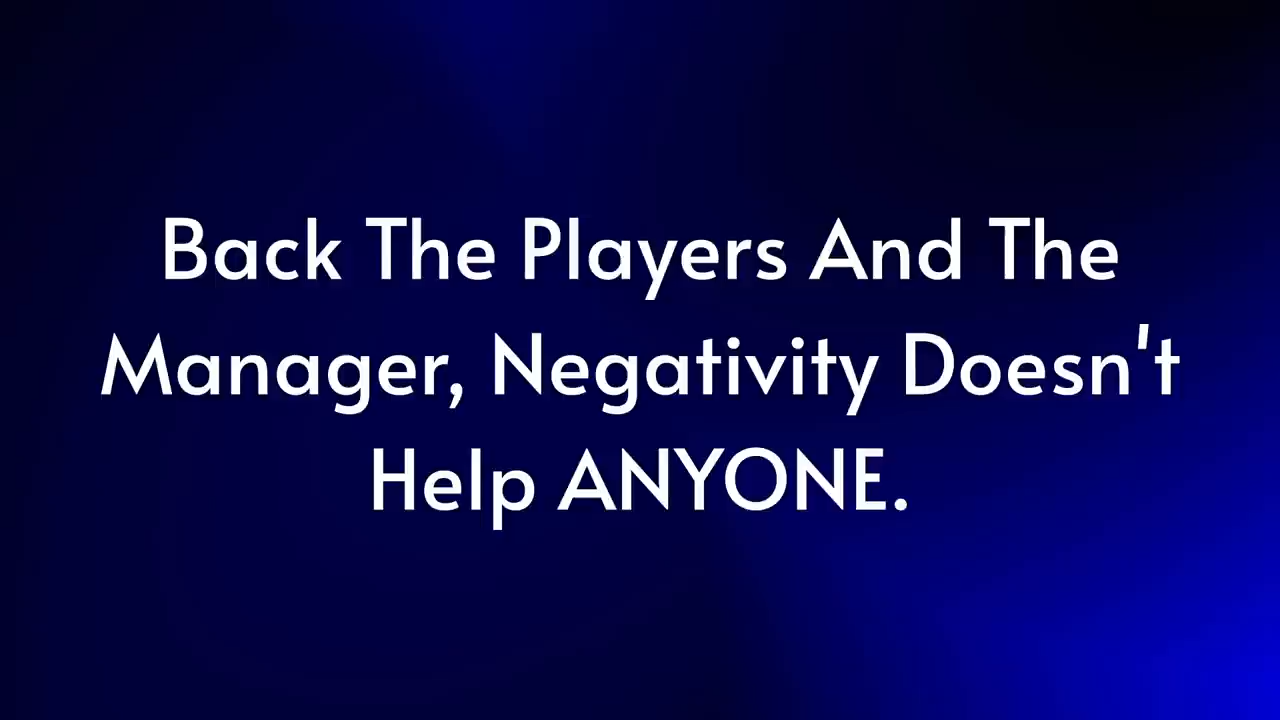 Back The Players And The
Manager, Negativity Doesn't
Help ANYONE.